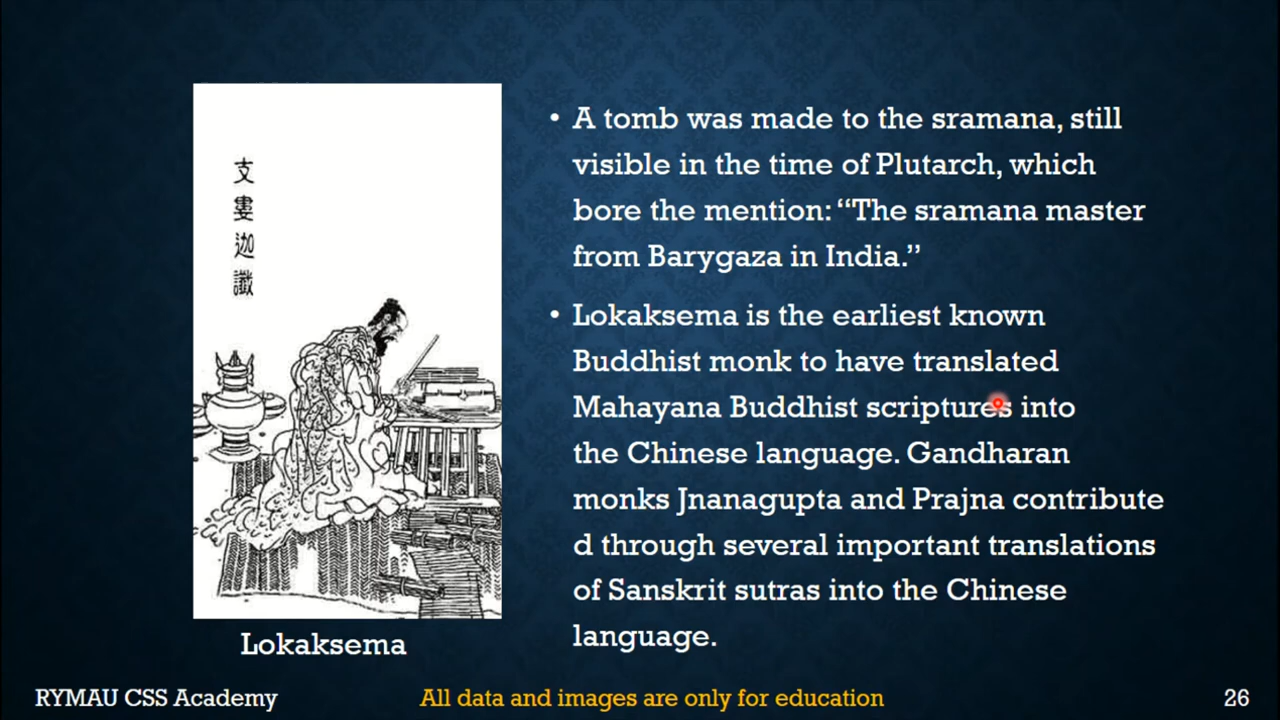 支
婁
迦
讖
Lokaksema
• A tomb was made to the sramana, still
visible in the time of Plutarch, which
bore the mention: “The sramana master
from Barygaza in India.”
• Lokaksema is the earliest known
Buddhist monk to have translated
Mahayana Buddhist scriptures into
the Chinese language. Gandharan
monks Jnanagupta and Prajna contribute
d through several important translations
of Sanskrit sutras into the Chinese
language.
RYMAU CSS Academy
All data and images are only for education
26